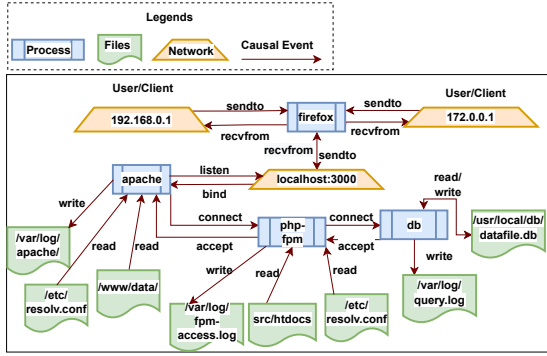 Legends
Process
Files
Network
Causal Event
User/Client
User/Client
sendto
sendto
192.168.0.1
firefox
172.0.0.1
recvfrom
recvfrom
recvfrom
sendto
listen
apache
localhost:3000
bind
read/
write
write
connect
connect
/usr/local/db/
datafile.db
php-
fpm
db
/var/log/
apache/
read
read
accept
accept
/www/data/
write
read
read
write
/etc/
resolv.conf
/var/log/
fpm-
access.log
src/htdocs
/etc/
resolv.conf
/var/log/
query.log